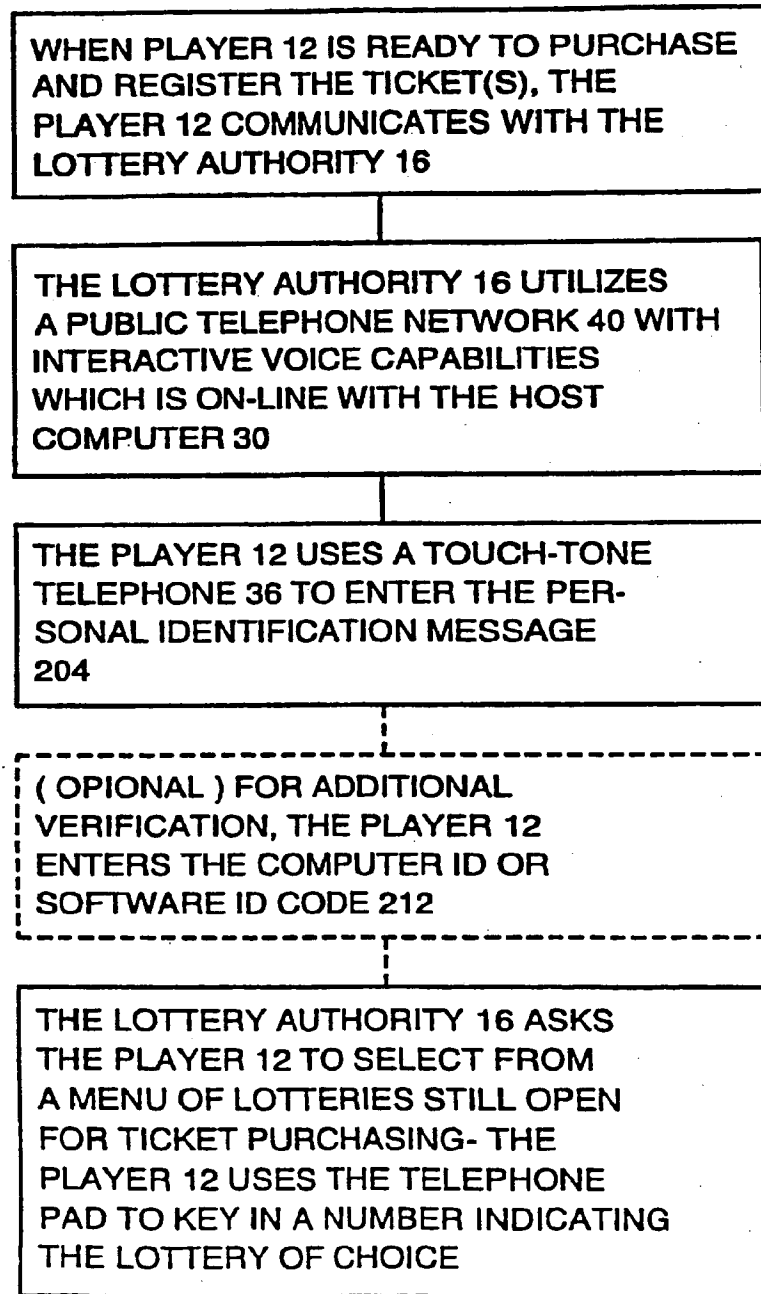 WHEN PLAYER 12 IS READY TO PURCHASE
AND REGISTER THE TICKET(S), THE
PLAYER 12 COMMUNICATES WITH THE
LOTTERY AUTHORITY 16
THE LOTTERY AUTHORITY 16 UTILIZES
A PUBLIC TELEPHONE NETWORK 40 WITH
INTERACTIVE VOICE CAPABILITIES
WHICH IS ON-LINE WITH THE HOST
COMPUTER 30
THE PLAYER 12 USES A TOUCH-TONE
TELEPHONE 36 TO ENTER THE PER-
SONAL IDENTIFICATION MESSAGE
204
( OPIONAL ) FOR ADDITIONAL
VERIFICATION, THE PLAYER 12
ENTERS THE COMPUTER ID OR
SOFTWARE ID CODE 212
THE LOTTERY AUTHORITY 16 ASKS
THE PLAYER 12 TO SELECT FROM
A MENU OF LOTTERIES STILL OPEN
FOR TICKET PURCHASING- THE
PLAYER 12 USES THE TELEPHONE
PAD TO KEY IN A NUMBER INDICATING
THE LOTTERY OF CHOICE